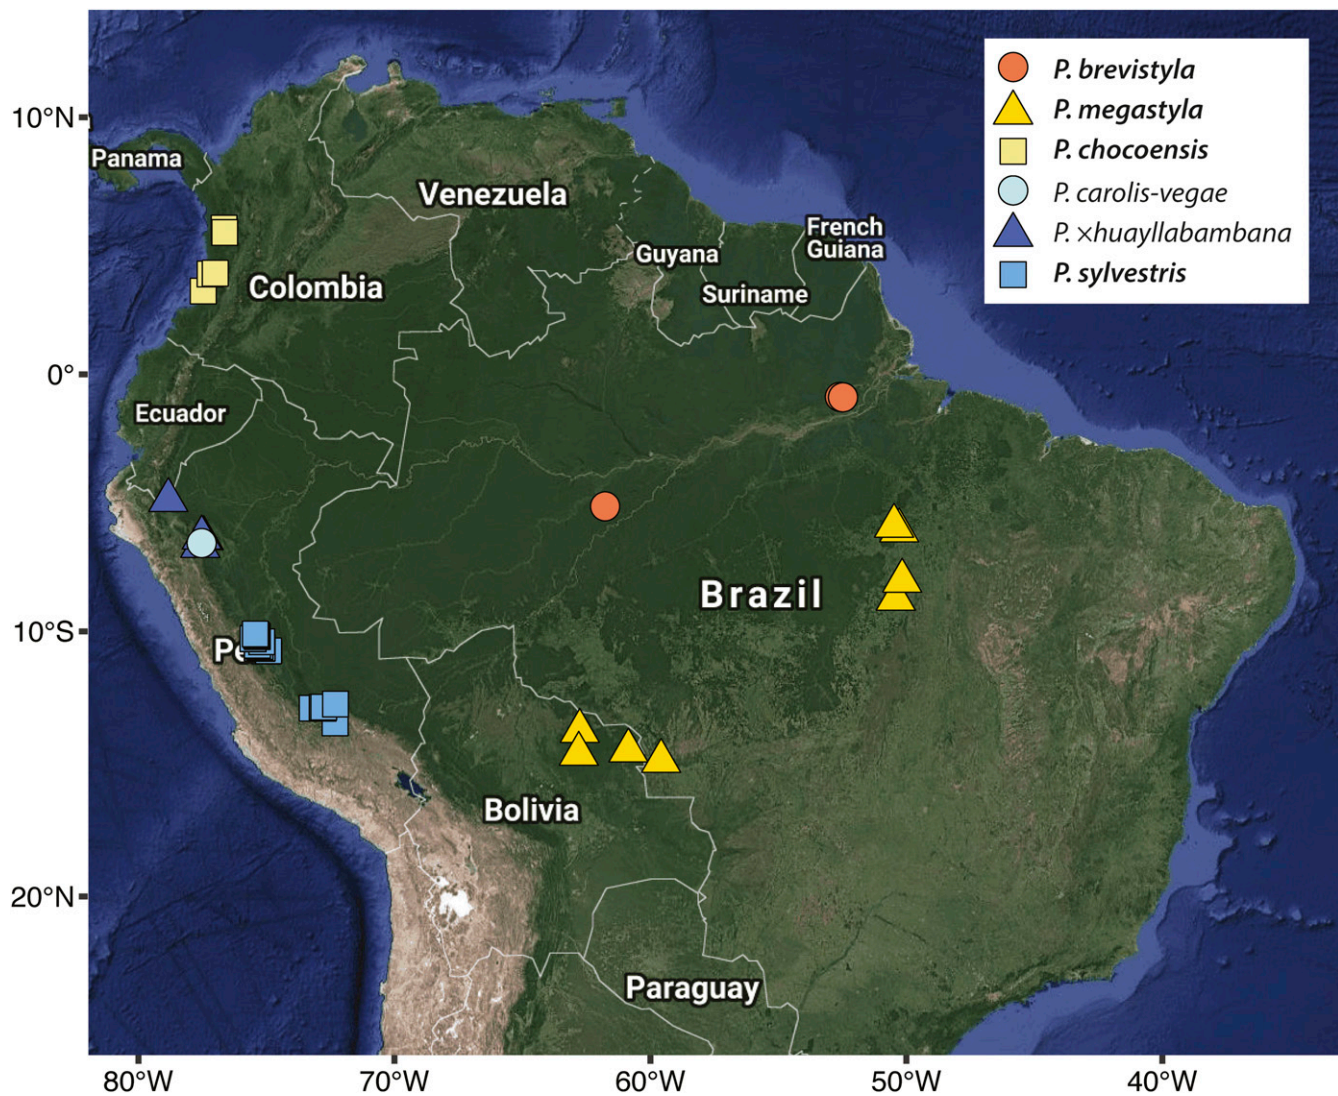 10°N
0°
10°S
20°N
80°W
70°W
60°W
50°W
40°W
Panama
Venezuela
Colombia
Guyana
Suriname
French
Guiana
Ecuador
Brazil
Pe
Bolivia
Paraguay
P. brevistyla
P. megastyla
P. chocoensis
P. carolis-vegae
P. ×huayllabambana
P. sylvestris